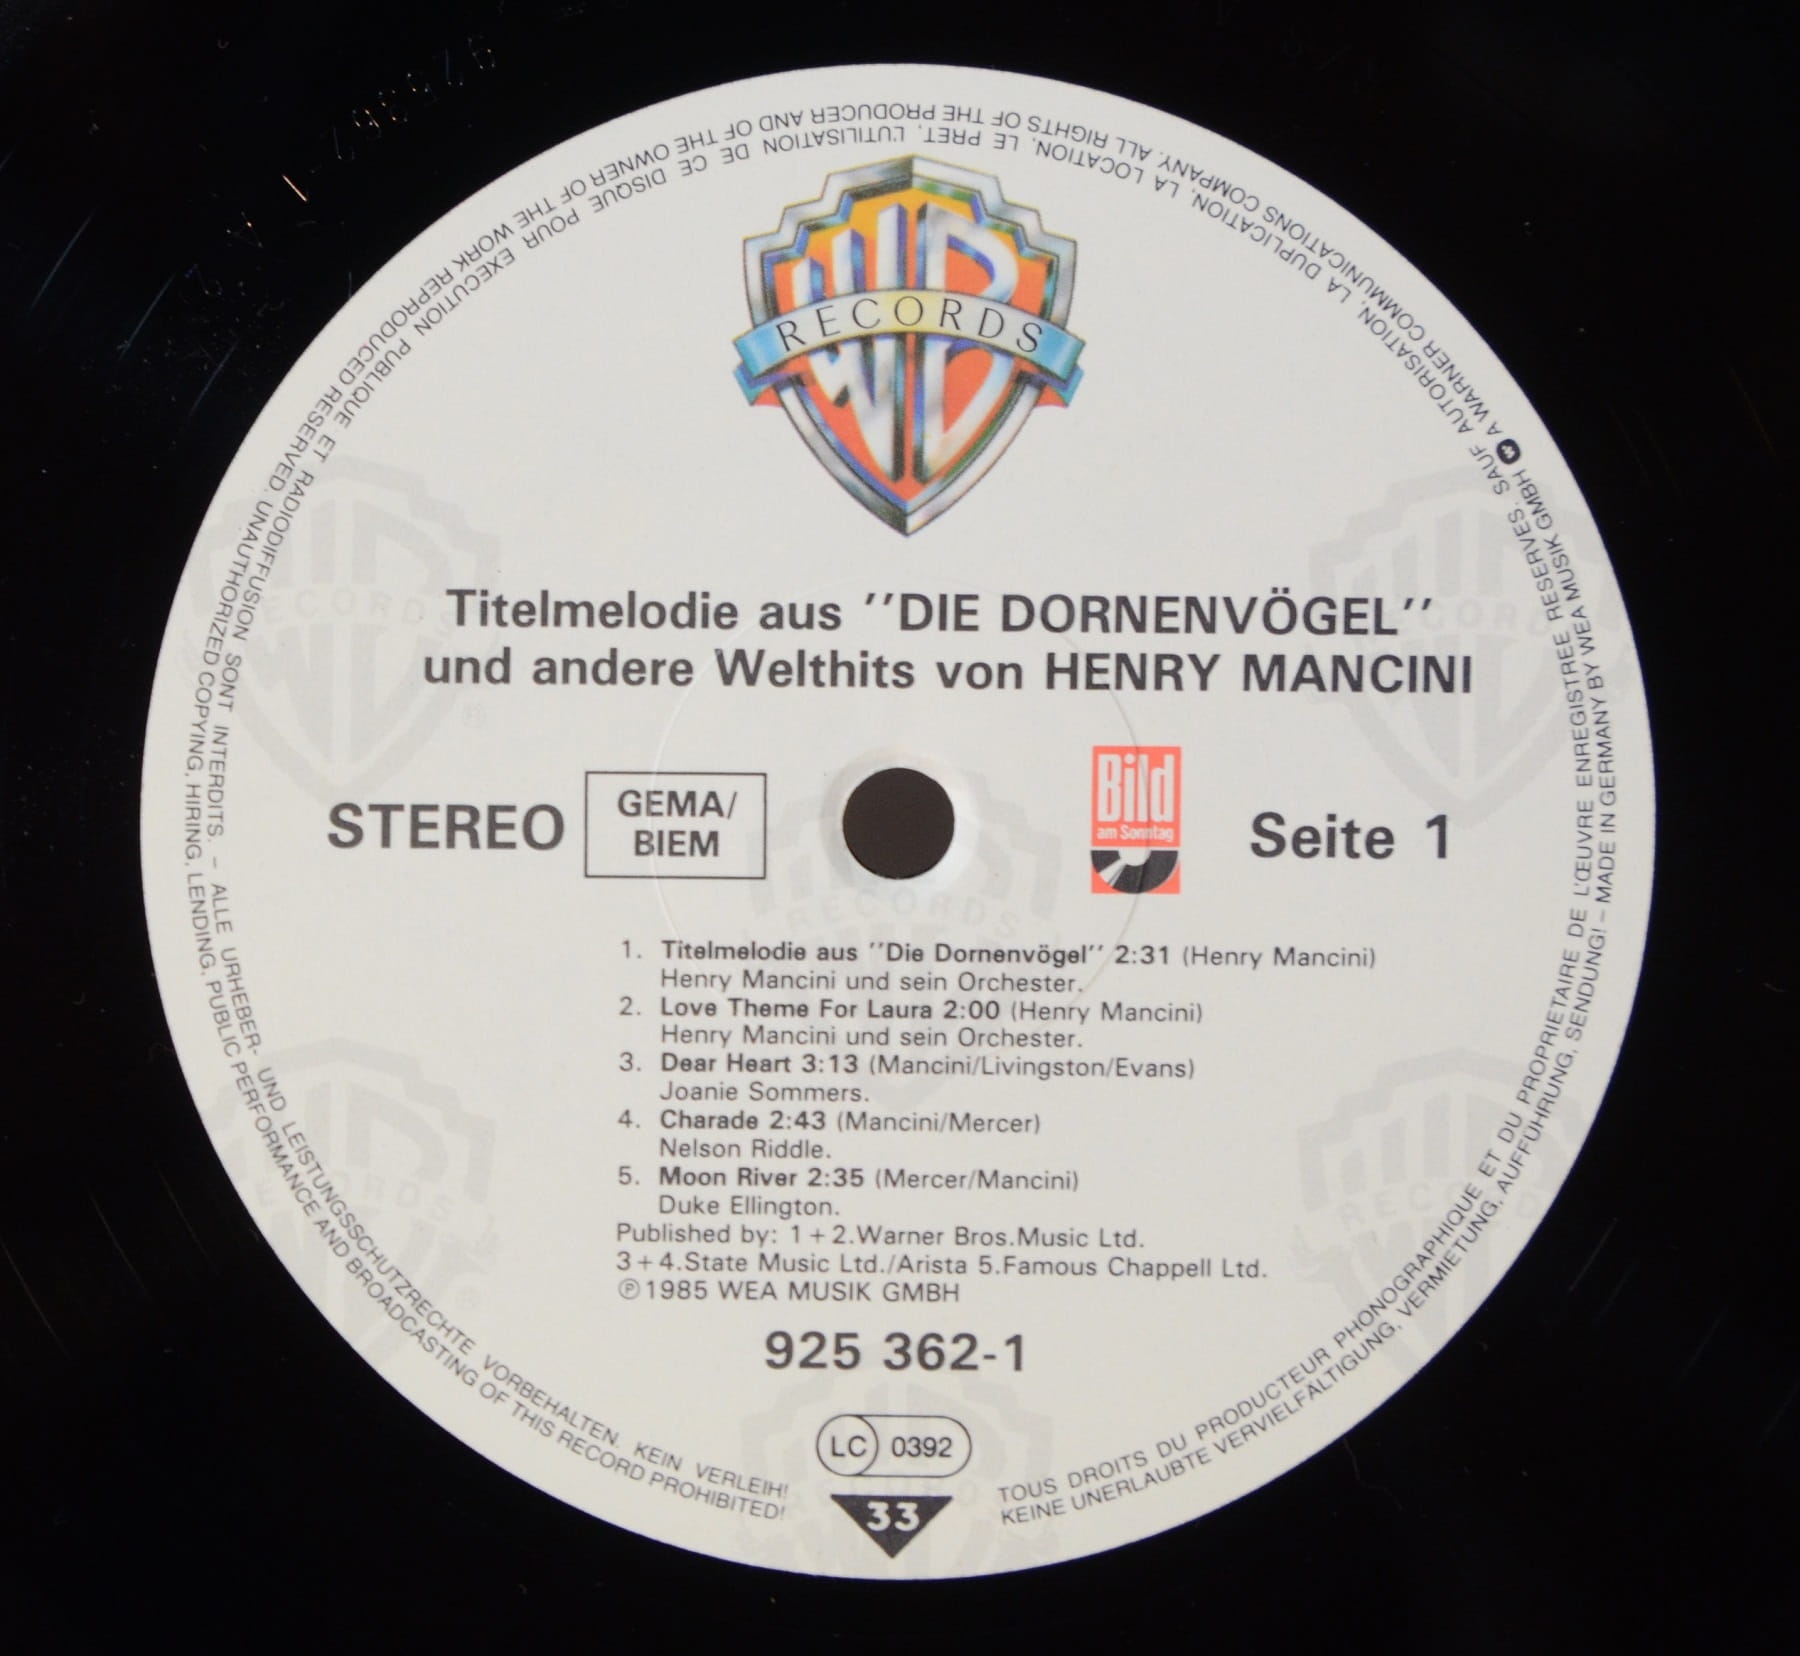 RECORDS
Titelmelodie aus ''DIE DORNENVÖGEL''
und andere Welthits von HENRY MANCINI
STEREO
GEMA/
BIEM
Bild
am Sonntag
Seite 1
1. Titelmelodie aus ''Die Dornenvögel'' 2:31 (Henry Mancini)
Henry Mancini und sein Orchester.
2. Love Theme For Laura 2:00 (Henry Mancini)
Henry Mancini und sein Orchester.
3. Dear Heart 3:13 (Mancini/Livingston/Evans)
Joanie Sommers.
4. Charade 2:43 (Mancini/Mercer)
Nelson Riddle.
5. Moon River 2:35 (Mercer/Mancini)
Duke Ellington.
Published by: 1+2.Warner Bros.Music Ltd.
3+4.State Music Ltd./Arista 5.Famous Chappell Ltd.
℗1985 WEA MUSIK GMBH
925 362-1
LC 0392
33
TOUS DROITS DU PRODUCTEUR PHONOGRAPHIQUE ET DU PROPRIETAIRE DE L'ŒUVRE ENREGISTREE RESERVES. SAUF AUTORISATION, LA DUPLICATION, LA LOCATION, LE PRET, L'UTILISATION DE CE DISQUE POUR EXECUTION PUBLIQUE ET RADIODIFFUSION SONT INTERDITS. – ALLE URHEBER- UND LEISTUNGSSCHUTZRECHTE VORBEHALTEN. KEIN VERLEIH!
KEINE UNERLAUBTE VERVIELFÄLTIGUNG, VERMIETUNG, AUFFÜHRUNG, SENDUNG! – MADE IN GERMANY BY WEA MUSIK GMBH A WARNER COMMUNICATIONS COMPANY. ALL RIGHTS OF THE PRODUCER AND OF THE OWNER OF THE WORK REPRODUCED RESERVED. UNAUTHORIZED COPYING, HIRING, LENDING, PUBLIC PERFORMANCE AND BROADCASTING OF THIS RECORD PROHIBITED!